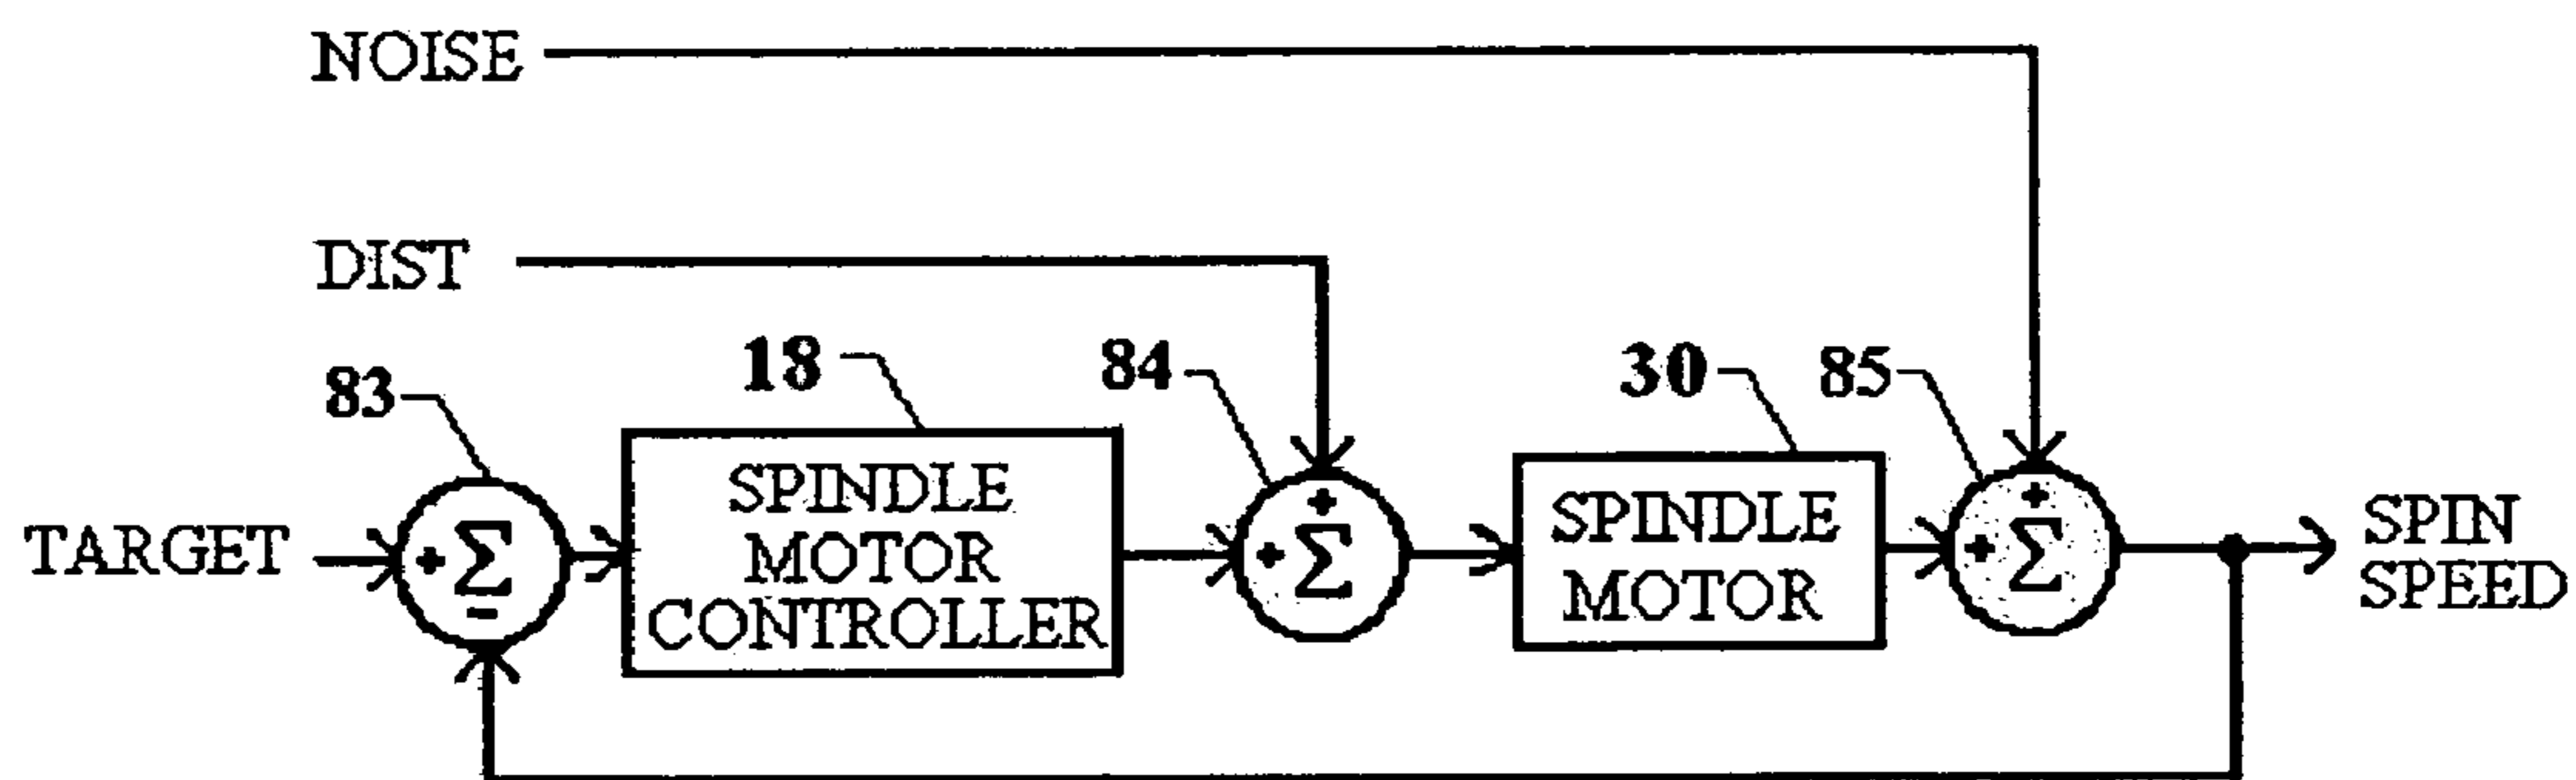 NOISE
DIST
83
18
84
30
85
TARGET
+
Σ
-
SPINDLE
MOTOR
CONTROLLER
+
+
Σ
SPINDLE
MOTOR
+
+
Σ
SPIN
SPEED